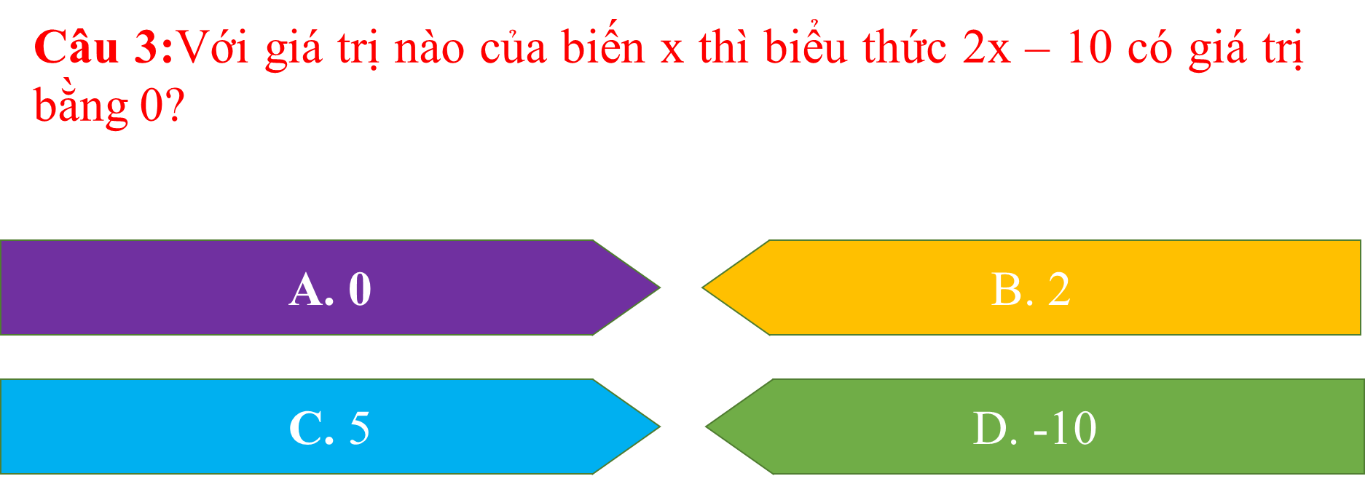 Câu 3:Với giá trị nào của biến x thì biểu thức 2x – 10 có giá trị
bằng 0?
A. 0
B. 2
C. 5
D. -10